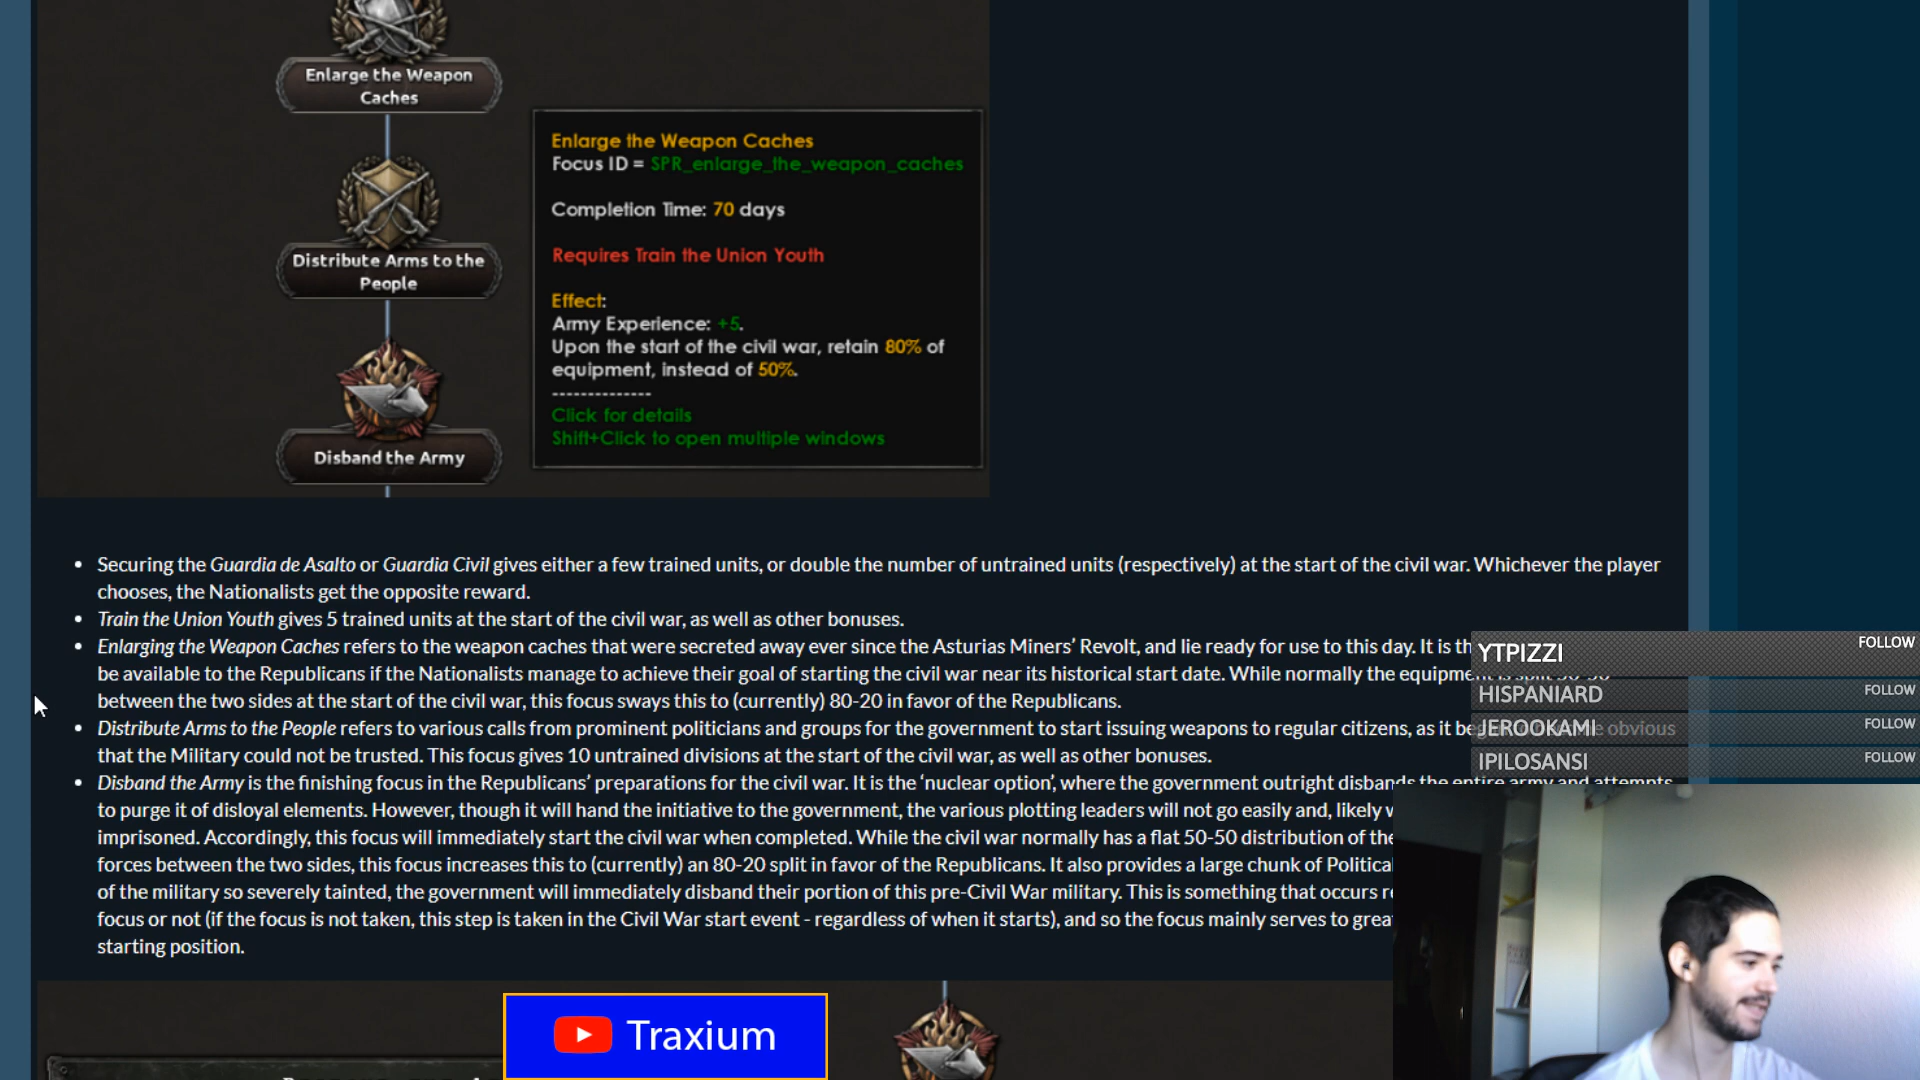 Enlarge the Weapon
Caches
Enlarge the Weapon Caches
Focus ID = SPR_enlarge_the_weapon_caches
Completion Time: 70 days
Requires Train the Union Youth
Distribute Arms to the
People
Effect:
Army Experience: +5.
Upon the start of the civil war, retain 80% of
equipment, instead of 50%.
--------------
Click for details
Shift+Click to open multiple windows
Disband the Army
• Securing the Guardia de Asalto or Guardia Civil gives either a few trained units, or double the number of untrained units (respectively) at the start of the civil war. Whichever the player
chooses, the Nationalists get the opposite reward.
• Train the Union Youth gives 5 trained units at the start of the civil war, as well as other bonuses.
• Enlarging the Weapon Caches refers to the weapon caches that were secreted away ever since the Asturias Miners’ Revolt, and lie ready for use to this day. It is th
be available to the Republicans if the Nationalists manage to achieve their goal of starting the civil war near its historical start date. While normally the equipment is split 50-50
between the two sides at the start of the civil war, this focus sways this to (currently) 80-20 in favor of the Republicans.
• Distribute Arms to the People refers to various calls from prominent politicians and groups for the government to start issuing weapons to regular citizens, as it be obvious
that the Military could not be trusted. This focus gives 10 untrained divisions at the start of the civil war, as well as other bonuses.
• Disband the Army is the finishing focus in the Republicans’ preparations for the civil war. It is the ‘nuclear option’, where the government outright disbands the entire army and attempts
to purge it of disloyal elements. However, though it will hand the initiative to the government, the various plotting leaders will not go easily and, likely
imprisoned. Accordingly, this focus will immediately start the civil war when completed. While the civil war normally has a flat 50-50 distribution of the
forces between the two sides, this focus increases this to (currently) an 80-20 split in favor of the Republicans. It also provides a large chunk of Political
of the military so severely tainted, the government will immediately disband their portion of this pre-Civil War military. This is something that occurs re
focus or not (if the focus is not taken, this step is taken in the Civil War start event - regardless of when it starts), and so the focus mainly serves to grea
starting position.
YTPIZZI FOLLOW
HISPANIARD FOLLOW
JEROOKAMI FOLLOW
IPILOSANSI FOLLOW
Traxium